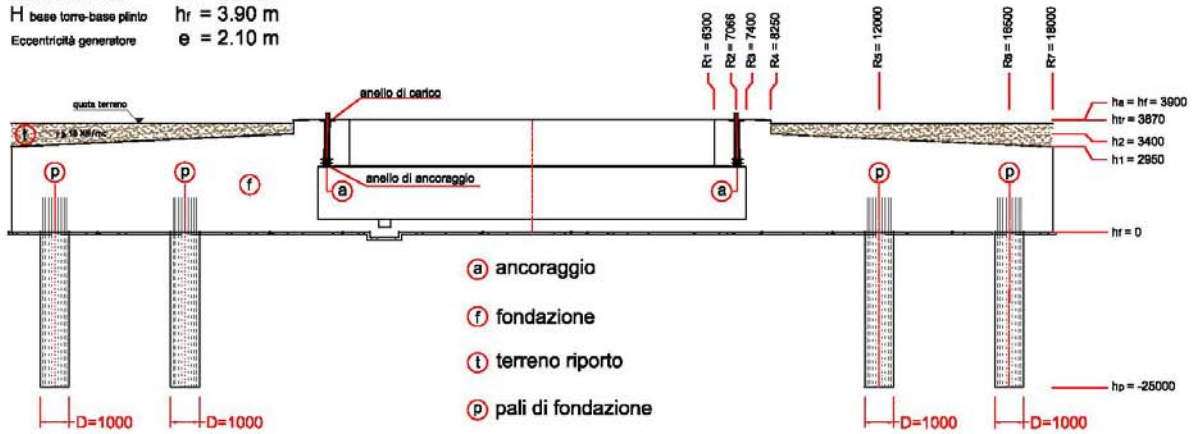 H base torre-base plinto hr = 3.90 m
Eccentricità generatore e = 2.10 m
R1 = 6300
R2 = 7066
R3 = 7400
R4 = 8250
R5 = 12000
R6 = 16500
R7 = 18000
quota terreno
anello di carico
ha = hf = 3900
htr = 3870
h2 = 3400
h1 = 2950
t
anello di ancoraggio
p
p
f
a
a
p
p
hf = 0
a ancoraggio
f fondazione
t terreno riporto
p pali di fondazione
hp = -25000
D=1000
D=1000
D=1000
D=1000